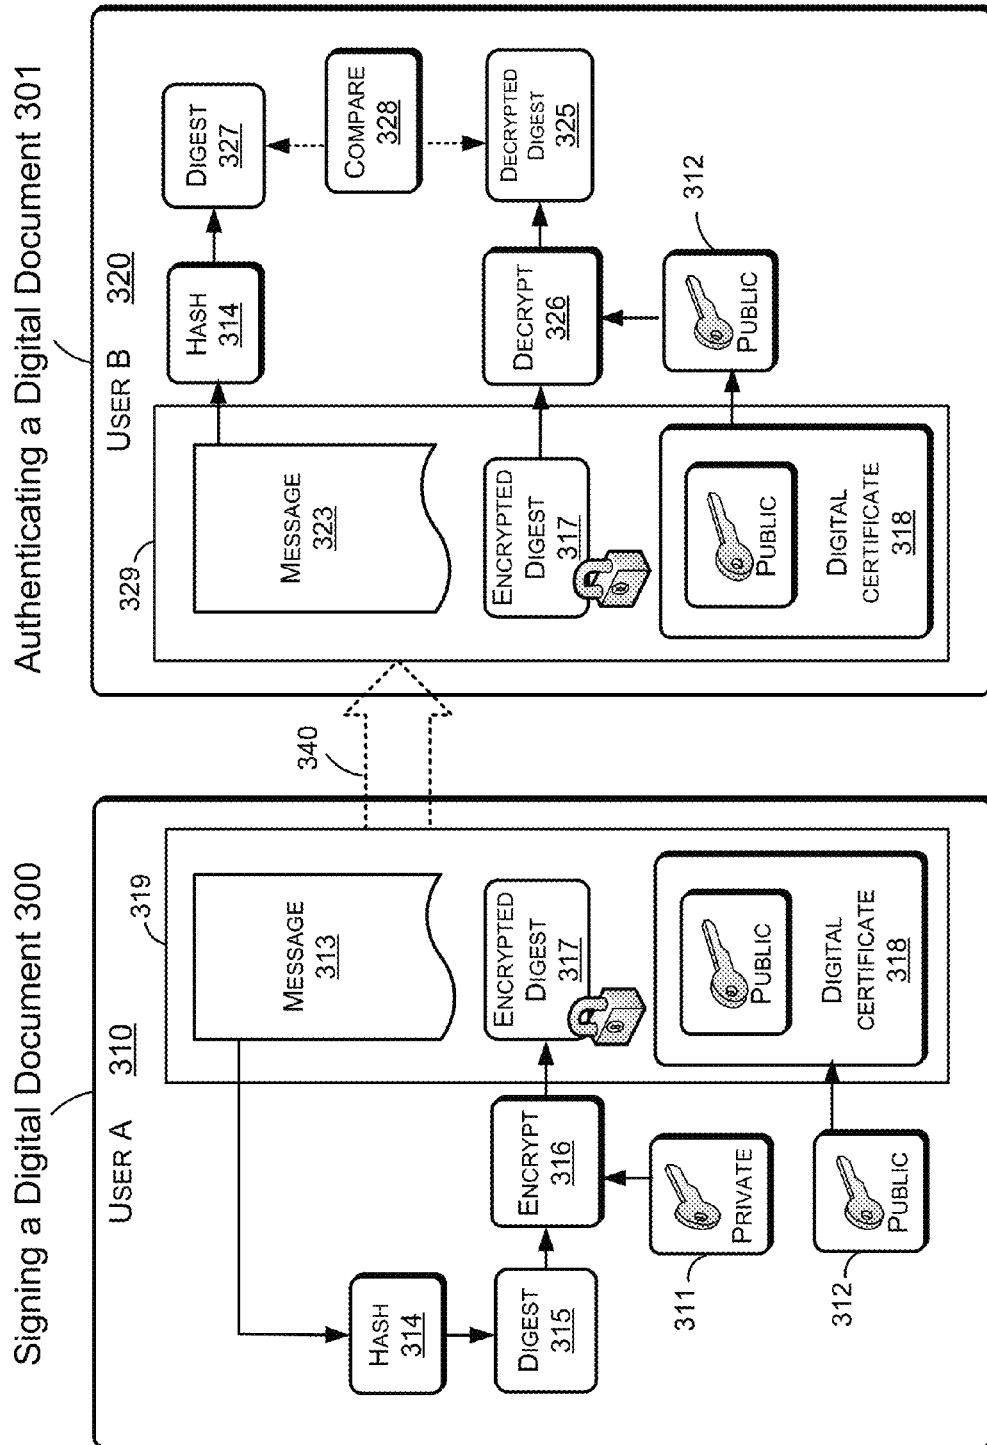 Signing a Digital Document 300
USER A 310
319
MESSAGE
313
HASH
314
DIGEST
315
ENCRYPT
316
ENCRYPTED
DIGEST
317
311
PRIVATE
312
PUBLIC
PUBLIC
DIGITAL
CERTIFICATE
318
340
Authenticating a Digital Document 301
USER B 320
329
MESSAGE
323
HASH
314
DIGEST
327
COMPARE
328
ENCRYPTED
DIGEST
317
DECRYPT
326
DECRYPTED
DIGEST
325
PUBLIC
DIGITAL
CERTIFICATE
318
312
PUBLIC